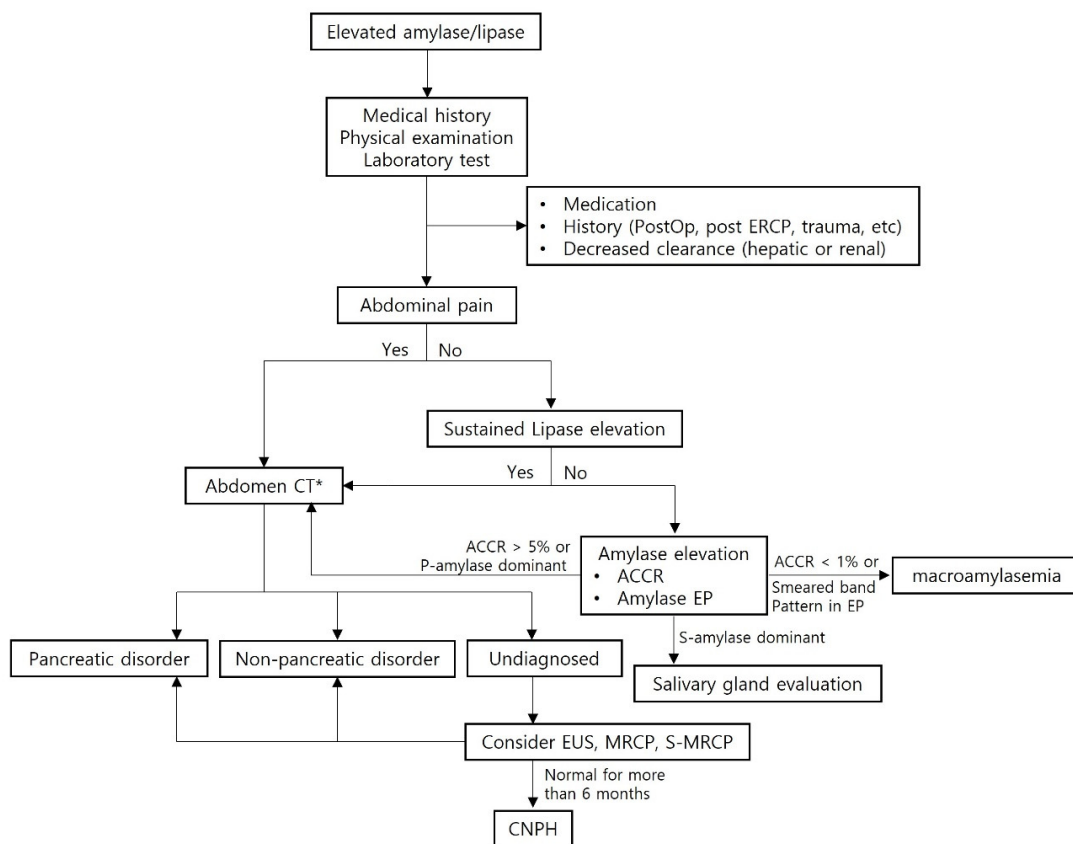 Elevated amylase/lipase
Medical history
Physical examination
Laboratory test
• Medication
• History (PostOp, post ERCP, trauma, etc)
• Decreased clearance (hepatic or renal)
Abdominal pain
Yes
No
Sustained Lipase elevation
Yes
No
Abdomen CT*
ACCR > 5% or
P-amylase dominant
Amylase elevation
• ACCR
• Amylase EP
ACCR < 1% or
Smeared band
Pattern in EP
macroamylasemia
S-amylase dominant
Pancreatic disorder
Non-pancreatic disorder
Undiagnosed
Salivary gland evaluation
Consider EUS, MRCP, S-MRCP
Normal for more
than 6 months
CNPH